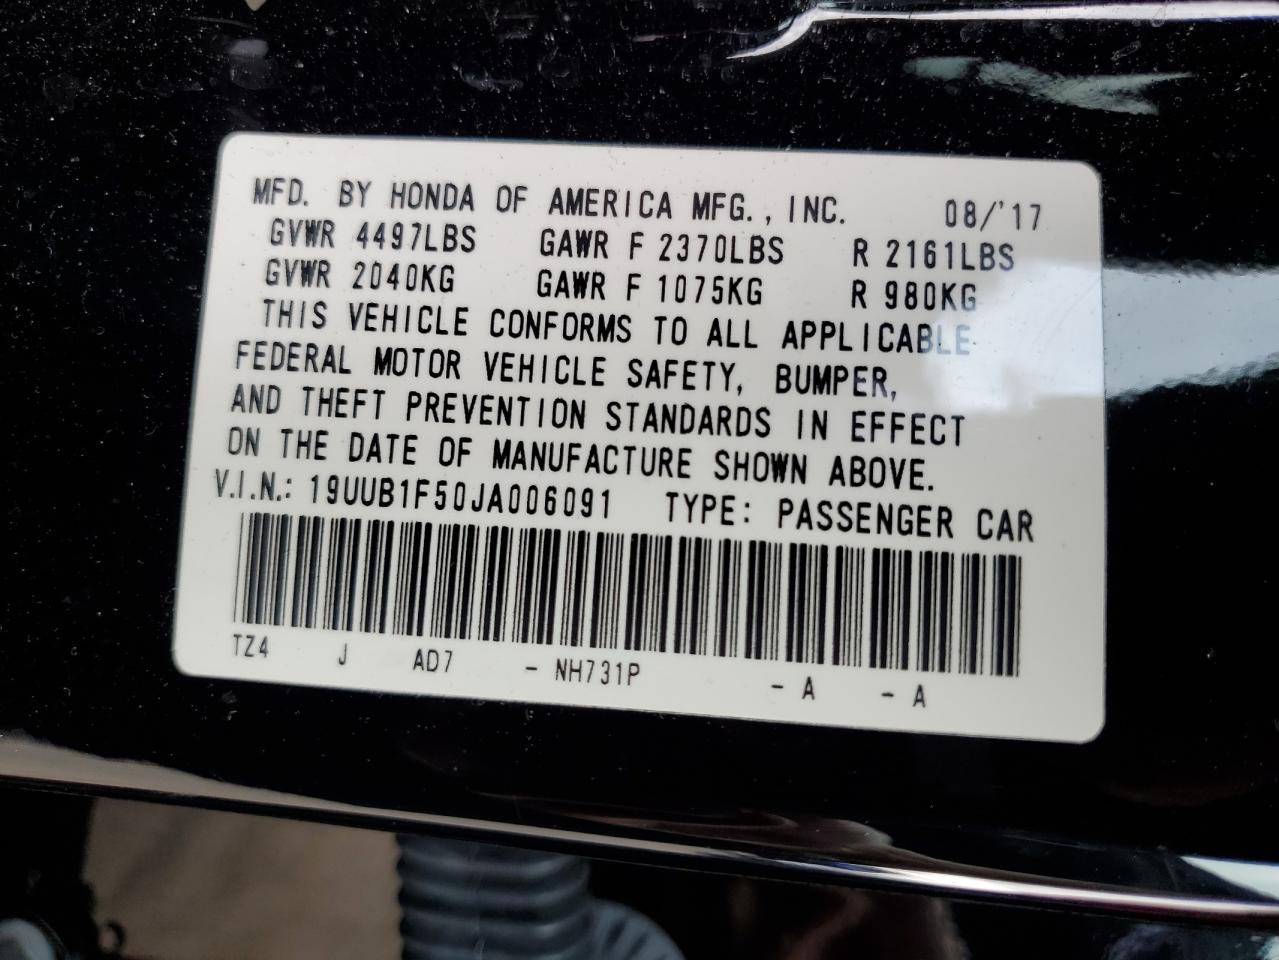 MFD. BY HONDA OF AMERICA MFG., INC. 08/'17
GVWR 4497LBS GAWR F 2370LBS R 2161LBS
GVWR 2040KG GAWR F 1075KG R 980KG
THIS VEHICLE CONFORMS TO ALL APPLICABLE
FEDERAL MOTOR VEHICLE SAFETY, BUMPER,
AND THEFT PREVENTION STANDARDS IN EFFECT
ON THE DATE OF MANUFACTURE SHOWN ABOVE.
V.I.N.: 19UUB1F50JA006091 TYPE: PASSENGER CAR
TZ4 J AD7 - NH731P - A - A